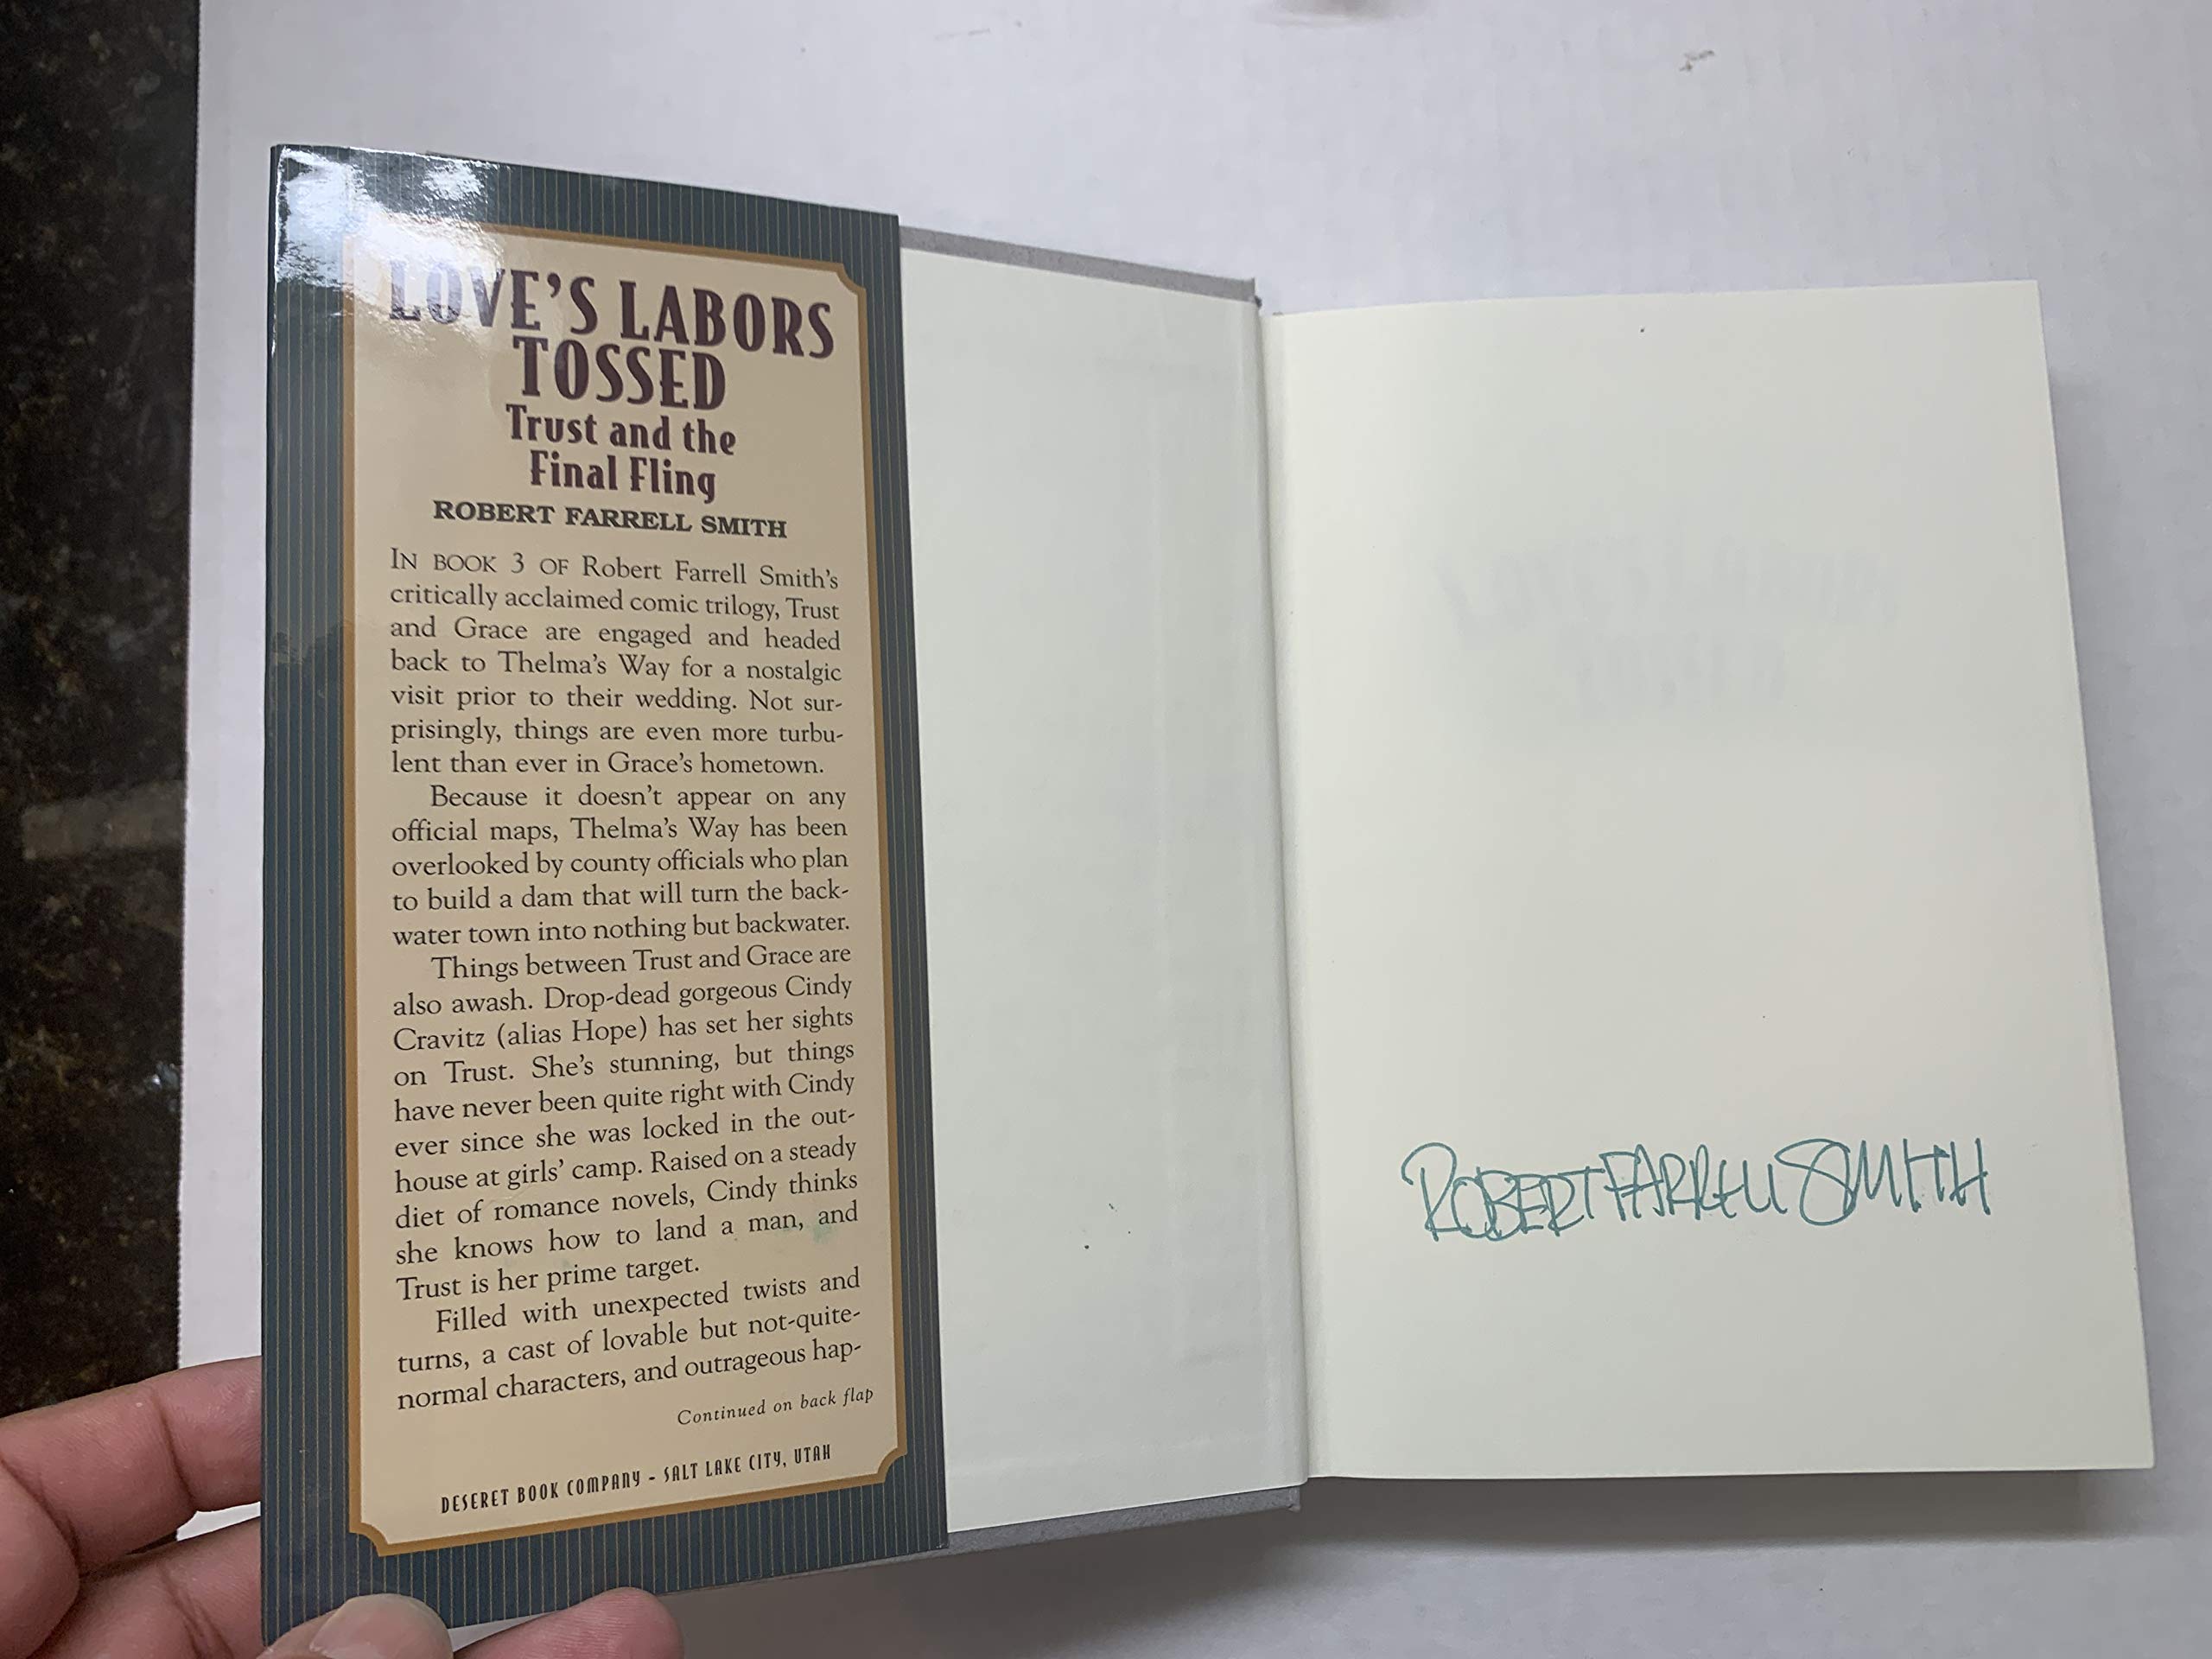 LOVE'S LABORS
TOSSED
Trust and the
Final Fling
ROBERT FARRELL SMITH
IN BOOK 3 OF Robert Farrell Smith's
critically acclaimed comic trilogy, Trust
and Grace are engaged and headed
back to Thelma's Way for a nostalgic
visit prior to their wedding. Not sur-
prisingly, things are even more turbu-
lent than ever in Grace's hometown.
Because it doesn't appear on any
official maps, Thelma's Way has been
overlooked by county officials who plan
to build a dam that will turn the back-
water town into nothing but backwater.
Things between Trust and Grace are
also awash. Drop-dead gorgeous Cindy
Cravitz (alias Hope) has set her sights
on Trust. She's stunning, but things
have never been quite right with Cindy
ever since she was locked in the out-
house at girls' camp. Raised on a steady
diet of romance novels, Cindy thinks
she knows how to land a man, and
Trust is her prime target.
Filled with unexpected twists and
turns, a cast of lovable but not-quite-
normal characters, and outrageous hap-
Continued on back flap
DESERET BOOK COMPANY - SALT LAKE CITY, UTAH
ROBERT FARRELL SMITH